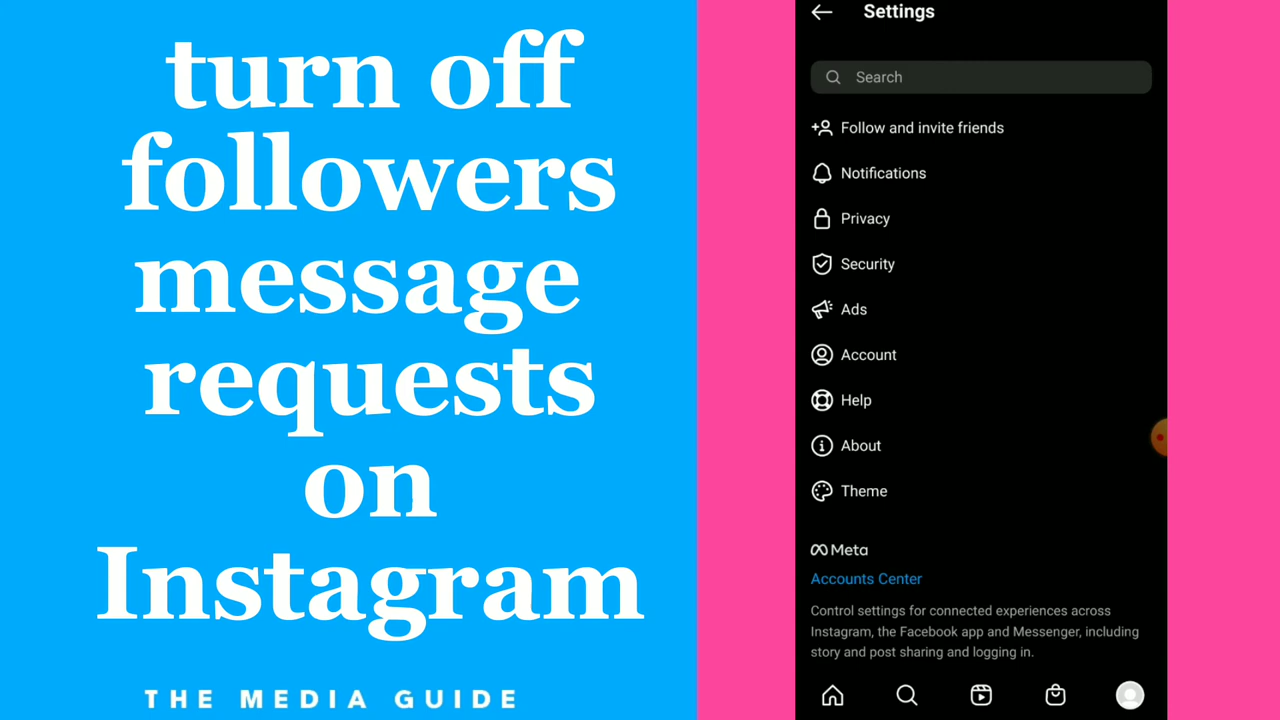 turn off
followers
message
requests
on
Instagram
THE MEDIA GUIDE
Settings
Search
Follow and invite friends
Notifications
Privacy
Security
Ads
Account
Help
About
Theme
Meta
Accounts Center
Control settings for connected experiences across
Instagram, the Facebook app and Messenger, including
story and post sharing and logging in.